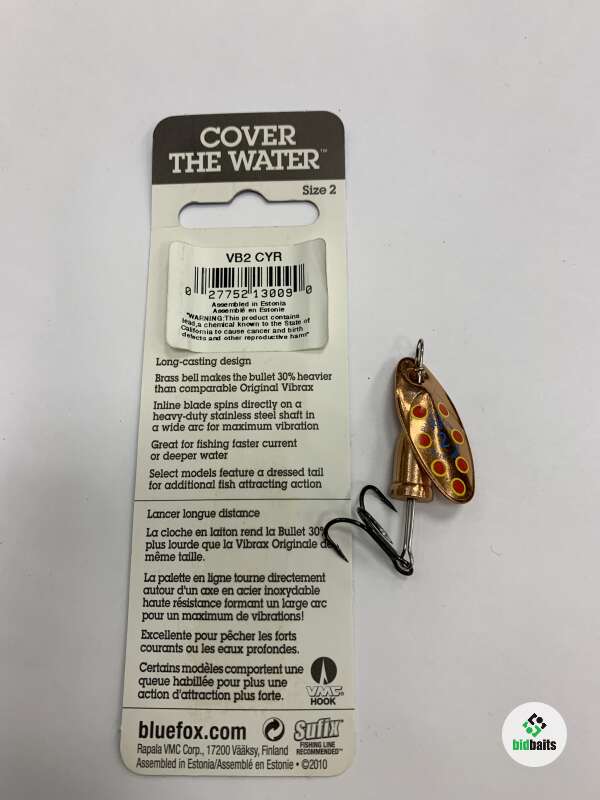 COVER
THE WATER™
Size 2
VB2 CYR
0 27752 13009 0
Assembled in Estonia
Assemblé en Estonie
"WARNING:This product contains
lead,a chemical known to the State of
California to cause cancer and birth
defects and other reproductive harm"
Long-casting design
Brass bell makes the bullet 30% heavier
than comparable Original Vibrax
Inline blade spins directly on a
heavy-duty stainless steel shaft in
a wide arc for maximum vibration
Great for fishing faster current
or deeper water
Select models feature a dressed tail
for additional fish attracting action
Lancer longue distance
La cloche en laiton rend la Bullet 30%
plus lourde que la Vibrax Originale de
même taille.
La palette en ligne tourne directement
autour d'un axe en acier inoxydable
haute résistance formant un large arc
pour un maximum de vibrations!
Excellente pour pêcher les forts
courants ou les eaux profondes.
Certains modèles comportent une
queue habillée pour plus une
action d'attraction plus forte.
VMC®
HOOK
bluefox.com
Sufix®
FISHING LINE
RECOMMENDED™
Rapala VMC Corp., 17200 Vääksy, Finland
Assembled in Estonia/Assemblé en Estonie • ©2010
bidbaits